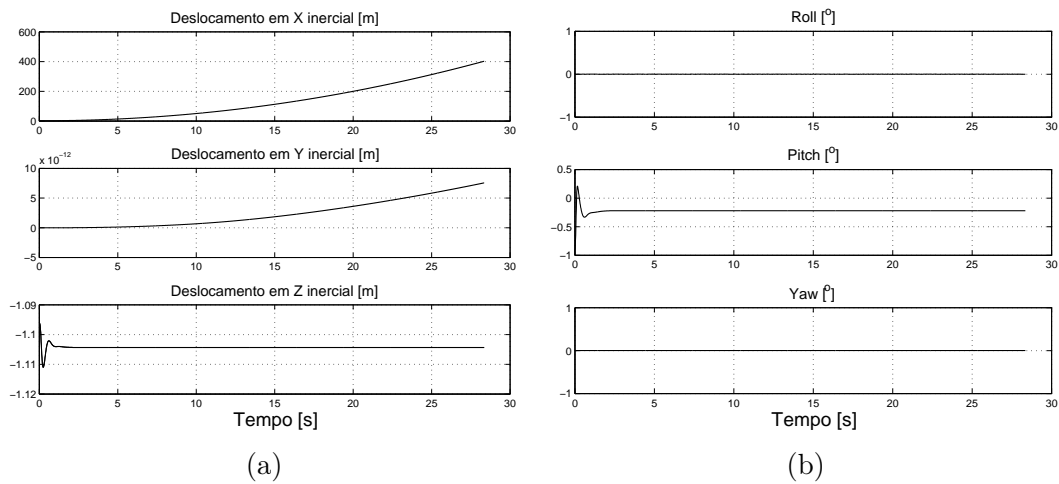 Deslocamento em X inercial [m]
600
400
200
0
0 5 10 15 20 25 30
x 10⁻¹²
Deslocamento em Y inercial [m]
10
5
0
−5
0 5 10 15 20 25 30
Deslocamento em Z inercial [m]
−1.09
−1.1
−1.11
−1.12
0 5 10 15 20 25 30
Tempo [s]
(a)
Roll [º]
1
0
−1
0 5 10 15 20 25 30
Pitch [º]
0.5
0
−0.5
−1
0 5 10 15 20 25 30
Yaw [º]
1
0
−1
0 5 10 15 20 25 30
Tempo [s]
(b)